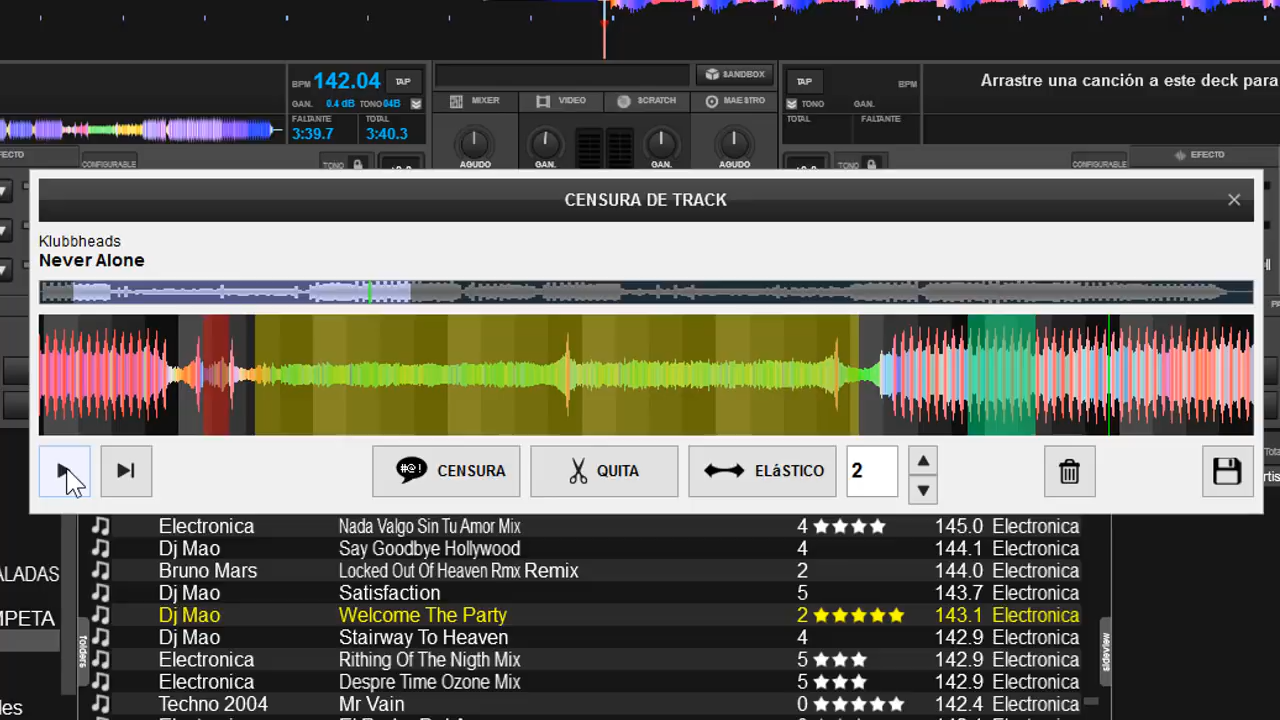 BPM 142.04 TAP
SANDBOX
TAP
BPM
Arrastre una canción a este deck para
GAN. 0.4 dB TONO 04B
MIXER
VIDEO
SCRATCH
MAESTRO
TONO
GAN.
FALTANTE
TOTAL
TOTAL
FALTANTE
3:39.7
3:40.3
EFECTO
CONFIGURABLE
TONO
AGUDO
GAN.
GAN.
AGUDO
TONO
CONFIGURABLE
EFECTO
CENSURA DE TRACK
Klubbheads
Never Alone
#@!
CENSURA
QUITA
ELáSTICO
2
Electronica Nada Valgo Sin Tu Amor Mix 4 145.0 Electronica
Dj Mao Say Goodbye Hollywood 4 144.1 Electronica
Bruno Mars Locked Out Of Heaven Rmx Remix 2 144.0 Electronica
ALADAS
Dj Mao Satisfaction 5 143.7 Electronica
MPETA
Dj Mao Welcome The Party 2 143.1 Electronica
Dj Mao Stairway To Heaven 4 142.9 Electronica
folders
sideview
Electronica Rithing Of The Nigth Mix 5 142.9 Electronica
Electronica Despre Time Ozone Mix 5 142.9 Electronica
Techno 2004 Mr Vain 0 142.4 Electronica